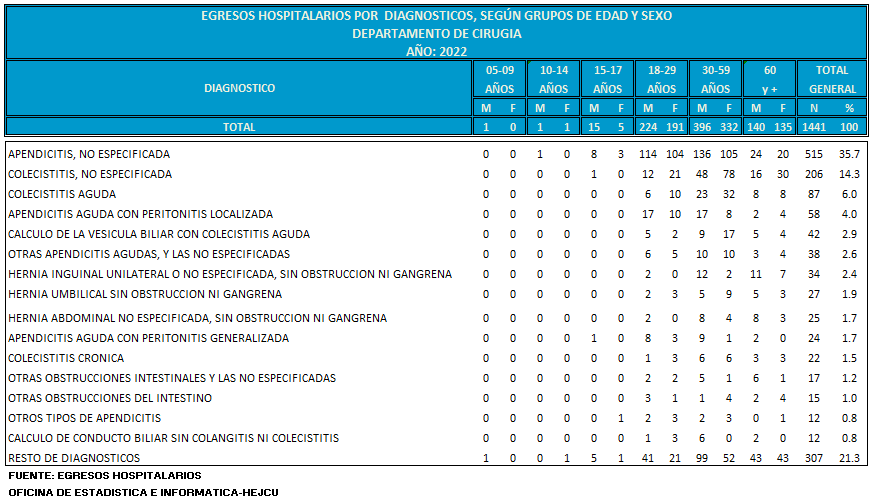 EGRESOS HOSPITALARIOS POR DIAGNOSTICOS, SEGÚN GRUPOS DE EDAD Y SEXO
DEPARTAMENTO DE CIRUGIA
AÑO: 2022
DIAGNOSTICO 05-09 AÑOS 10-14 AÑOS 15-17 AÑOS 18-29 AÑOS 30-59 AÑOS 60 y + TOTAL GENERAL
M F M F M F M F M F M F N %
TOTAL 1 0 1 1 15 5 224 191 396 332 140 135 1441 100
APENDICITIS, NO ESPECIFICADA 0 0 1 0 8 3 114 104 136 105 24 20 515 35.7
COLECISTITIS, NO ESPECIFICADA 0 0 0 0 1 0 12 21 48 78 16 30 206 14.3
COLECISTITIS AGUDA 0 0 0 0 0 0 6 10 23 32 8 8 87 6.0
APENDICITIS AGUDA CON PERITONITIS LOCALIZADA 0 0 0 0 0 0 17 10 17 8 2 4 58 4.0
CALCULO DE LA VESICULA BILIAR CON COLECISTITIS AGUDA 0 0 0 0 0 0 5 2 9 17 5 4 42 2.9
OTRAS APENDICITIS AGUDAS, Y LAS NO ESPECIFICADAS 0 0 0 0 0 0 6 5 10 10 3 4 38 2.6
HERNIA INGUINAL UNILATERAL O NO ESPECIFICADA, SIN OBSTRUCCION NI GANGRENA 0 0 0 0 0 0 2 0 12 2 11 7 34 2.4
HERNIA UMBILICAL SIN OBSTRUCCION NI GANGRENA 0 0 0 0 0 0 2 3 5 9 5 3 27 1.9
HERNIA ABDOMINAL NO ESPECIFICADA, SIN OBSTRUCCION NI GANGRENA 0 0 0 0 0 0 2 0 8 4 8 3 25 1.7
APENDICITIS AGUDA CON PERITONITIS GENERALIZADA 0 0 0 0 1 0 8 3 9 1 2 0 24 1.7
COLECISTITIS CRONICA 0 0 0 0 0 0 1 3 6 6 3 3 22 1.5
OTRAS OBSTRUCCIONES INTESTINALES Y LAS NO ESPECIFICADAS 0 0 0 0 0 0 2 2 5 1 6 1 17 1.2
OTRAS OBSTRUCCIONES DEL INTESTINO 0 0 0 0 0 0 3 1 1 4 2 4 15 1.0
OTROS TIPOS DE APENDICITIS 0 0 0 0 0 1 2 3 2 3 0 1 12 0.8
CALCULO DE CONDUCTO BILIAR SIN COLANGITIS NI COLECISTITIS 0 0 0 0 0 0 1 3 6 0 2 0 12 0.8
RESTO DE DIAGNOSTICOS 1 0 0 1 5 1 41 21 99 52 43 43 307 21.3
FUENTE: EGRESOS HOSPITALARIOS
OFICINA DE ESTADISTICA E INFORMATICA-HEJCU